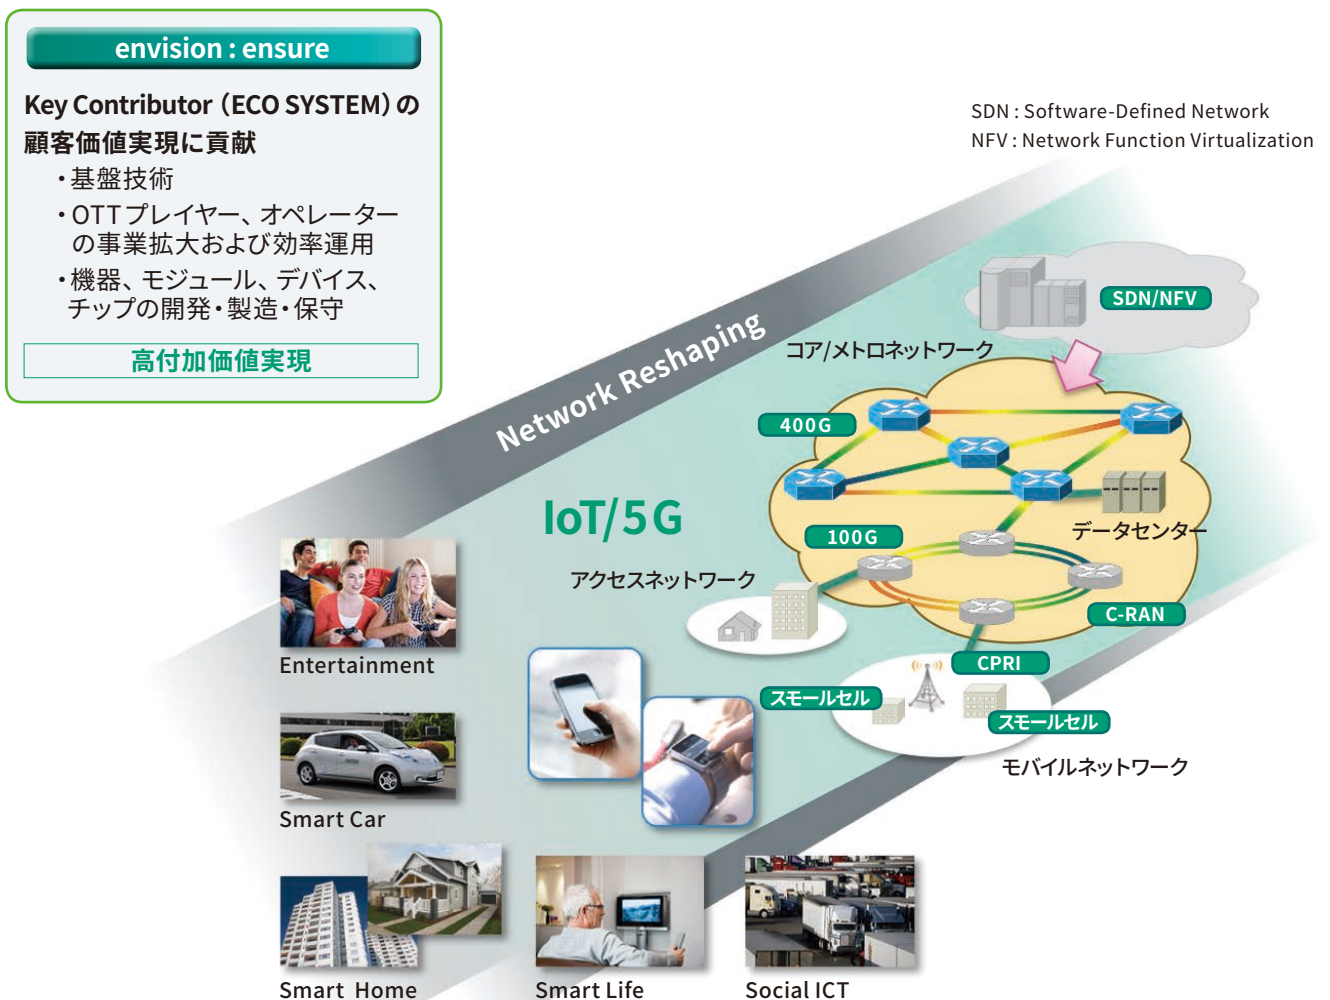 envision : ensure
Key Contributor（ECO SYSTEM）の
顧客価値実現に貢献
・基盤技術
・OTTプレイヤー、オペレーター
の事業拡大および効率運用
・機器、モジュール、デバイス、
チップの開発・製造・保守
高付加価値実現
SDN : Software-Defined Network
NFV : Network Function Virtualization
Network Reshaping
SDN/NFV
コア/メトロネットワーク
400G
IoT/5G
データセンター
100G
アクセスネットワーク
C-RAN
CPRI
スモールセル
スモールセル
モバイルネットワーク
Entertainment
Smart Car
Smart Home
Smart Life
Social ICT